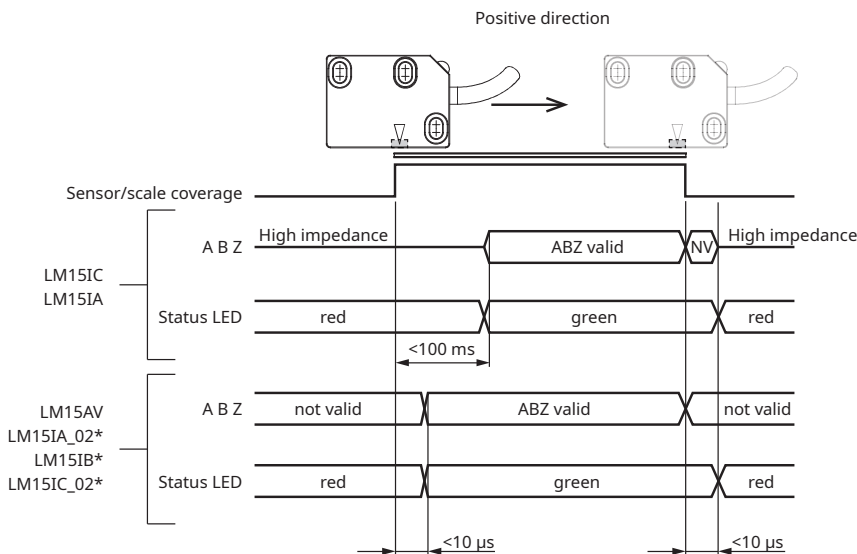 Positive direction
Sensor/scale coverage
LM15IC
LM15IA
A B Z
High impedance
ABZ valid
NV
High impedance
Status LED
red
green
red
<100 ms
LM15AV
LM15IA_02*
LM15IB*
LM15IC_02*
A B Z
not valid
ABZ valid
not valid
Status LED
red
green
red
<10 µs
<10 µs